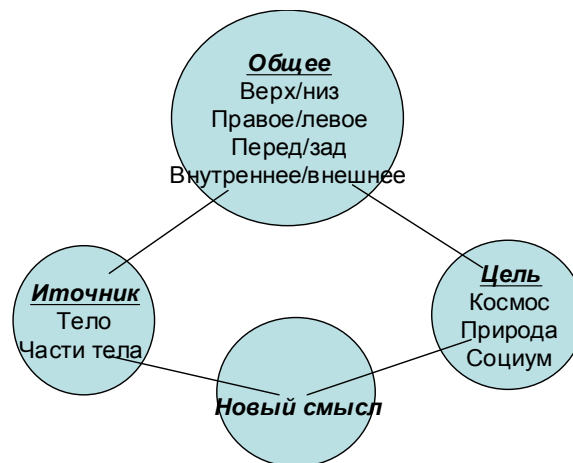 Общее
Верх/низ
Правое/левое
Перед/зад
Внутреннее/внешнее
Иточник
Тело
Части тела
Цель
Космос
Природа
Социум
Новый смысл